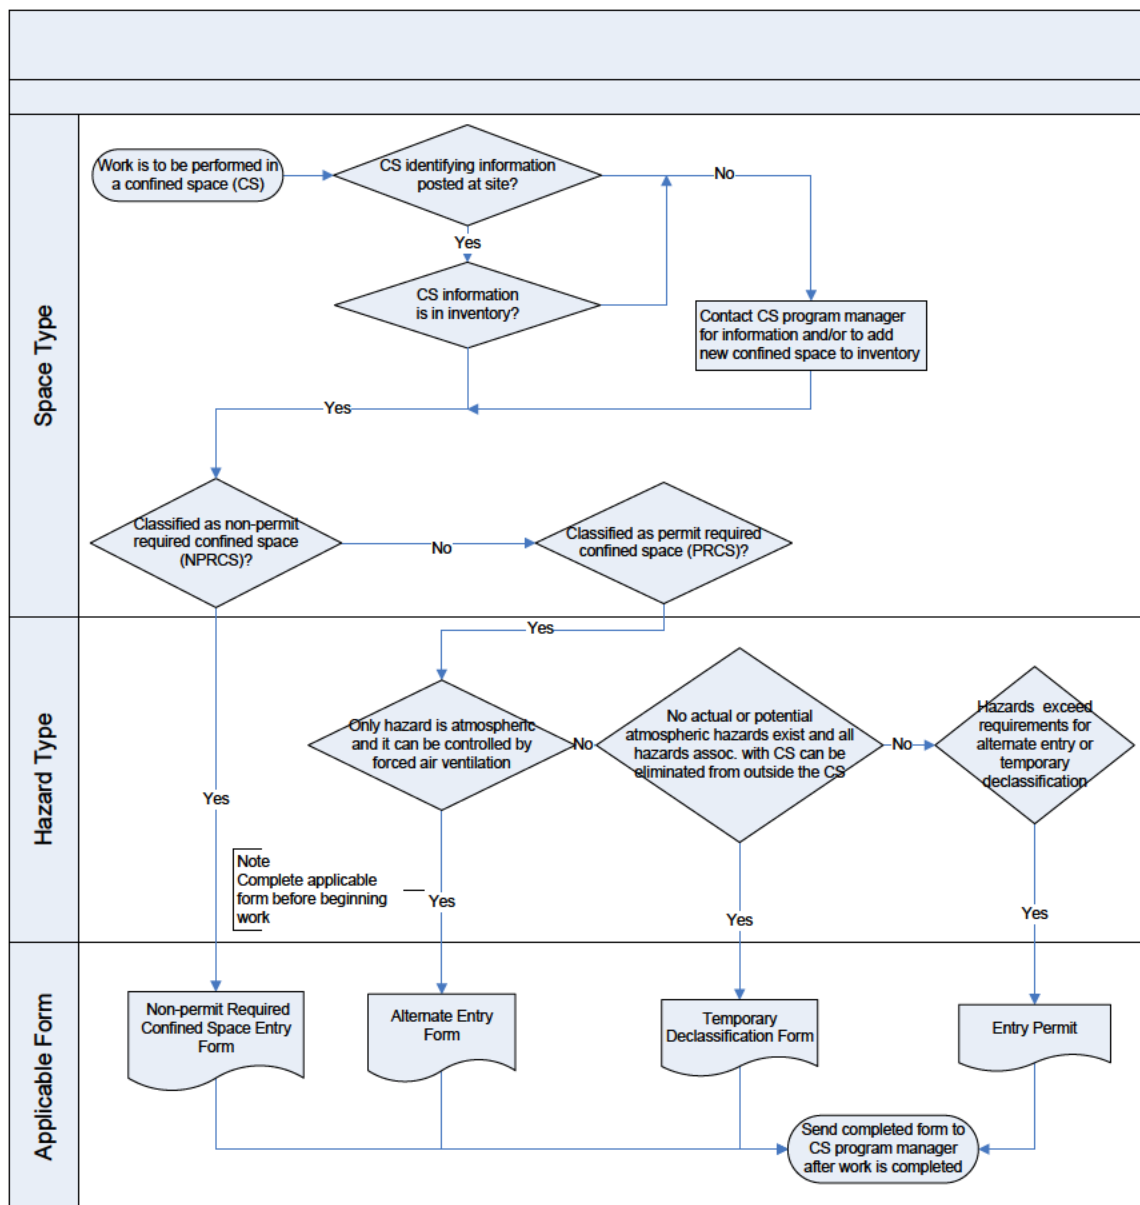 Space Type
Work is to be performed in
a confined space (CS)
CS identifying information
posted at site?
No
Yes
CS information
is in inventory?
Contact CS program manager
for information and/or to add
new confined space to inventory
Yes
Classified as non-permit
required confined space
(NPRCS)?
No
Classified as permit required
confined space (PRCS)?
Hazard Type
Yes
Only hazard is atmospheric
and it can be controlled by
forced air ventilation
No
No actual or potential
atmospheric hazards exist and all
hazards assoc. with CS can be
eliminated from outside the CS
No
Hazards exceed
requirements for
alternate entry or
temporary
declassification
Yes
Note
Complete applicable
form before beginning
work
Yes
Yes
Yes
Applicable Form
Non-permit Required
Confined Space Entry
Form
Alternate Entry
Form
Temporary
Declassification Form
Entry Permit
Send completed form to
CS program manager
after work is completed